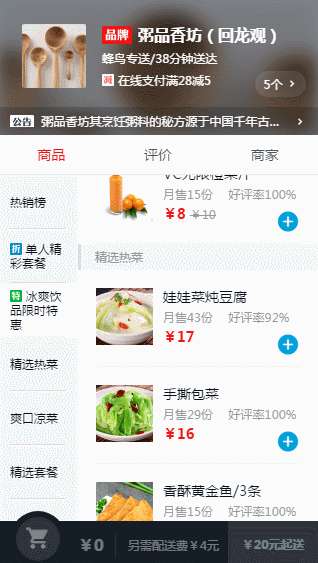 品牌 粥品香坊（回龙观）
蜂鸟专送/38分钟送达
减 在线支付满28减5
5个 >
公告 粥品香坊其烹饪粥料的秘方源于中国千年古... >
商品 评价 商家
热销榜
折 单人精
彩套餐
特 冰爽饮
品限时特
惠
精选热菜
爽口凉菜
精选套餐
VC无限橙果汁
月售15份 好评率100%
￥8 ￥10
精选热菜
娃娃菜炖豆腐
月售43份 好评率92%
￥17
手撕包菜
月售29份 好评率100%
￥16
香酥黄金鱼/3条
月售15份 好评率100%
￥0 另需配送费￥4元 ￥20元起送